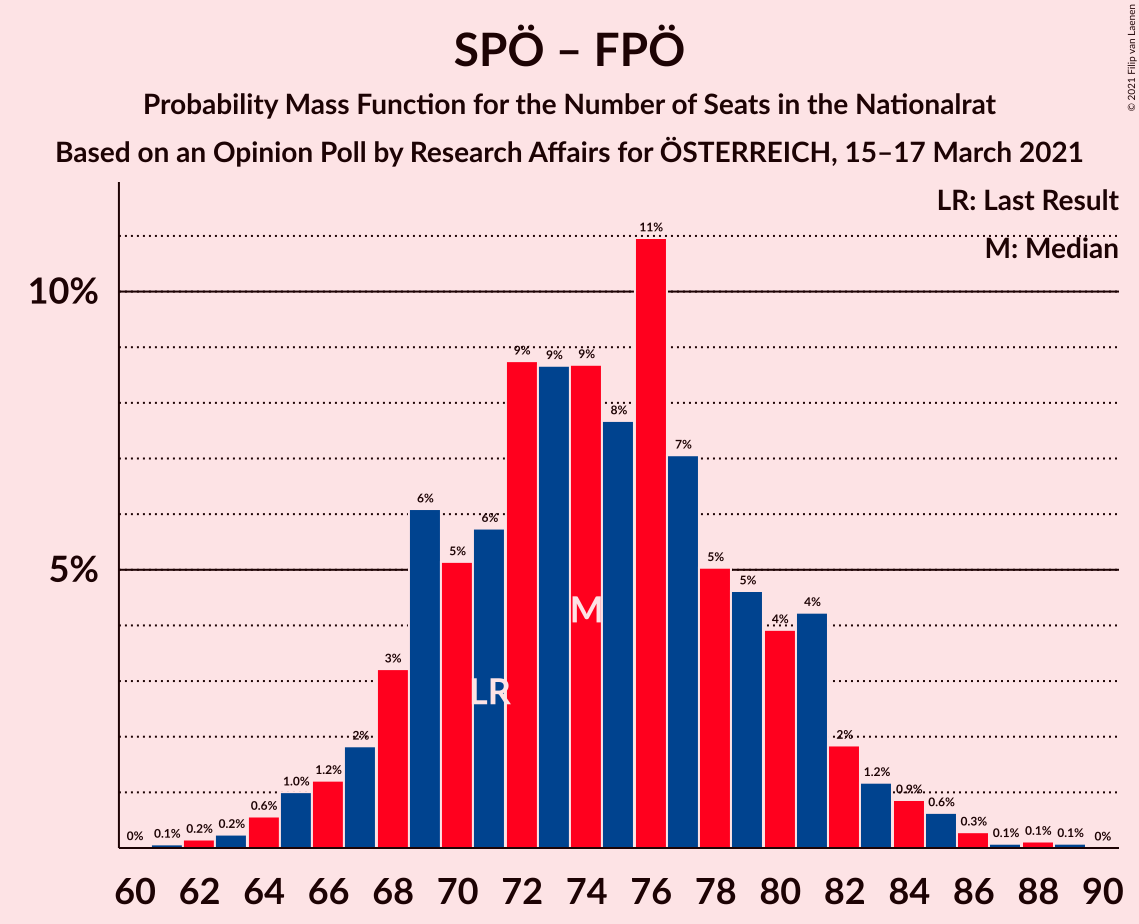 SPÖ – FPÖ
Probability Mass Function for the Number of Seats in the Nationalrat
Based on an Opinion Poll by Research Affairs for ÖSTERREICH, 15–17 March 2021
© 2021 Filip van Laenen
LR: Last Result
M: Median
10%
5%
0% 0.1% 0.2% 0.2% 0.6% 1.0% 1.2% 2% 3% 6% 5% 6% 9% 9% 9% 8% 11% 7% 5% 5% 4% 4% 2% 1.2% 0.9% 0.6% 0.3% 0.1% 0.1% 0.1% 0%
LR
M
60 62 64 66 68 70 72 74 76 78 80 82 84 86 88 90